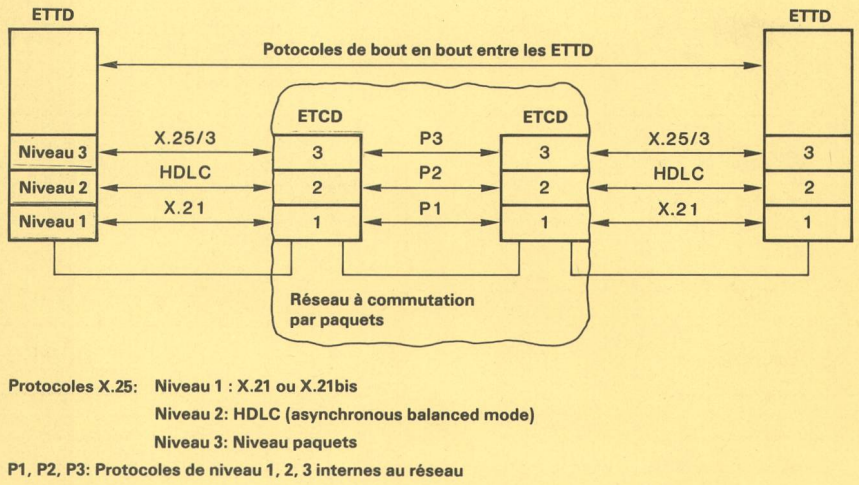 ETTD ETTD
Potocoles de bout en bout entre les ETTD
ETCD ETCD
Niveau 3 X.25/3 3 P3 3 X.25/3 3
Niveau 2 HDLC 2 P2 2 HDLC 2
Niveau 1 X.21 1 P1 1 X.21 1
Réseau à commutation
par paquets
Protocoles X.25: Niveau 1 : X.21 ou X.21bis
Niveau 2: HDLC (asynchronous balanced mode)
Niveau 3: Niveau paquets
P1, P2, P3: Protocoles de niveau 1, 2, 3 internes au réseau